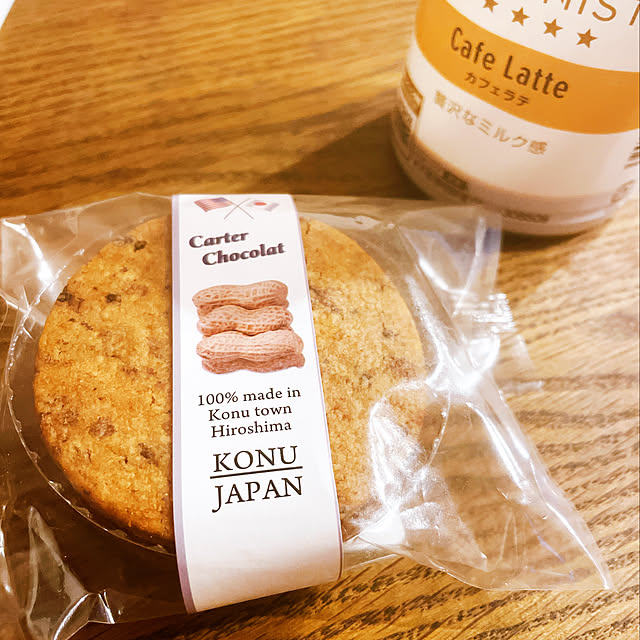 Cafe Latte
カフェラテ
贅沢なミルク感
Carter
Chocolat
100% made in
Konu town
Hiroshima
KONU
JAPAN